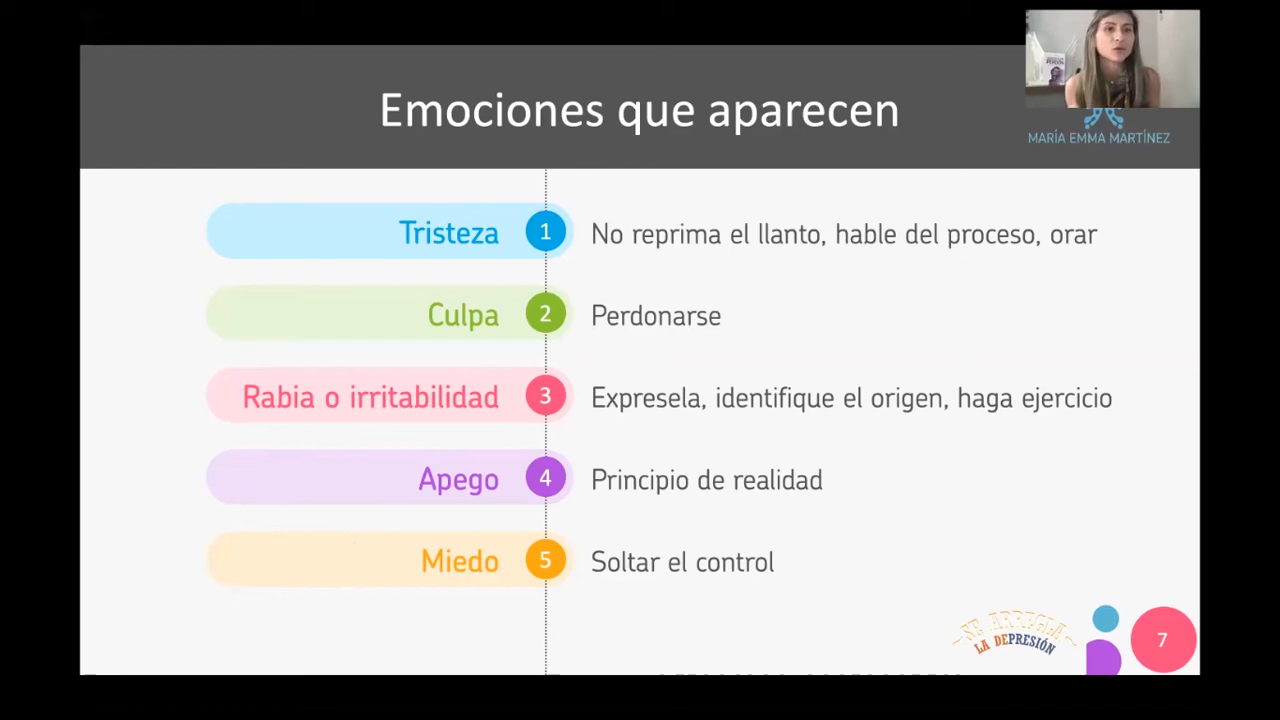 Emociones que aparecen
MARÍA EMMA MARTÍNEZ
Tristeza 1 No reprima el llanto, hable del proceso, orar
Culpa 2 Perdonarse
Rabia o irritabilidad 3 Expresela, identifique el origen, haga ejercicio
Apego 4 Principio de realidad
Miedo 5 Soltar el control
SE ARREGLA
LA DEPRESIÓN
7